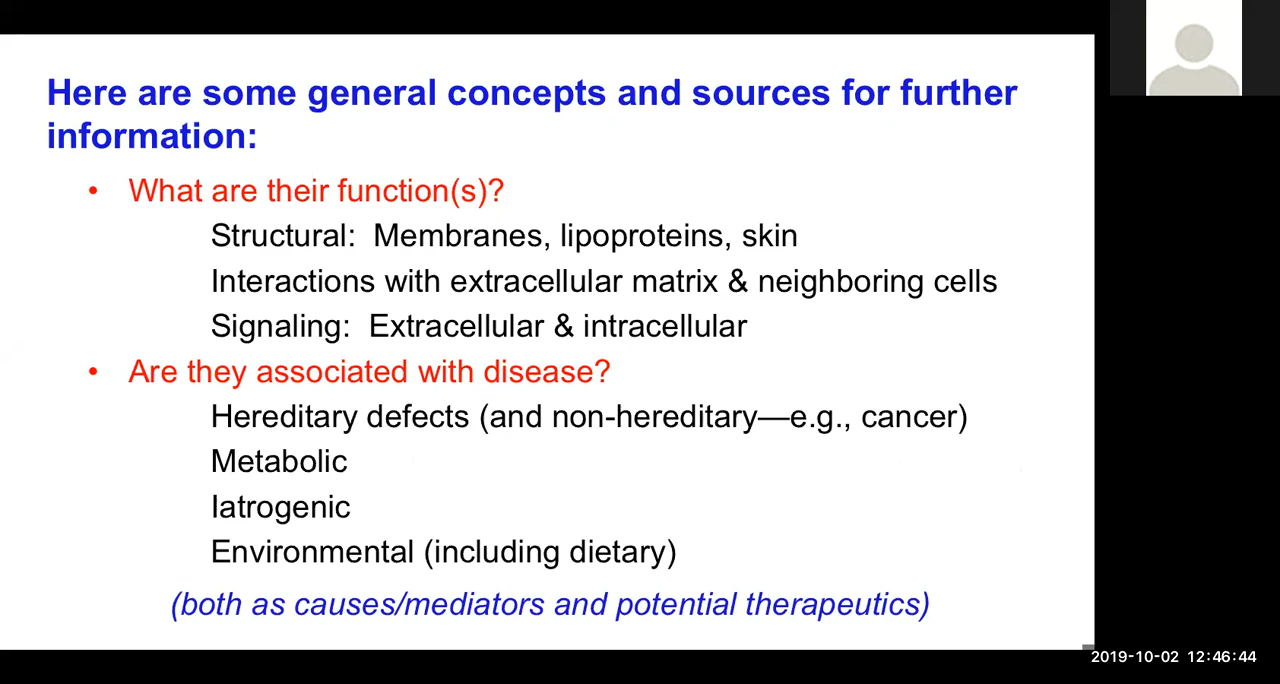 Here are some general concepts and sources for further
information:
• What are their function(s)?
Structural:  Membranes, lipoproteins, skin
Interactions with extracellular matrix & neighboring cells
Signaling:  Extracellular & intracellular
• Are they associated with disease?
Hereditary defects (and non-hereditary—e.g., cancer)
Metabolic
Iatrogenic
Environmental (including dietary)
(both as causes/mediators and potential therapeutics)
2019-10-02 12:46:44